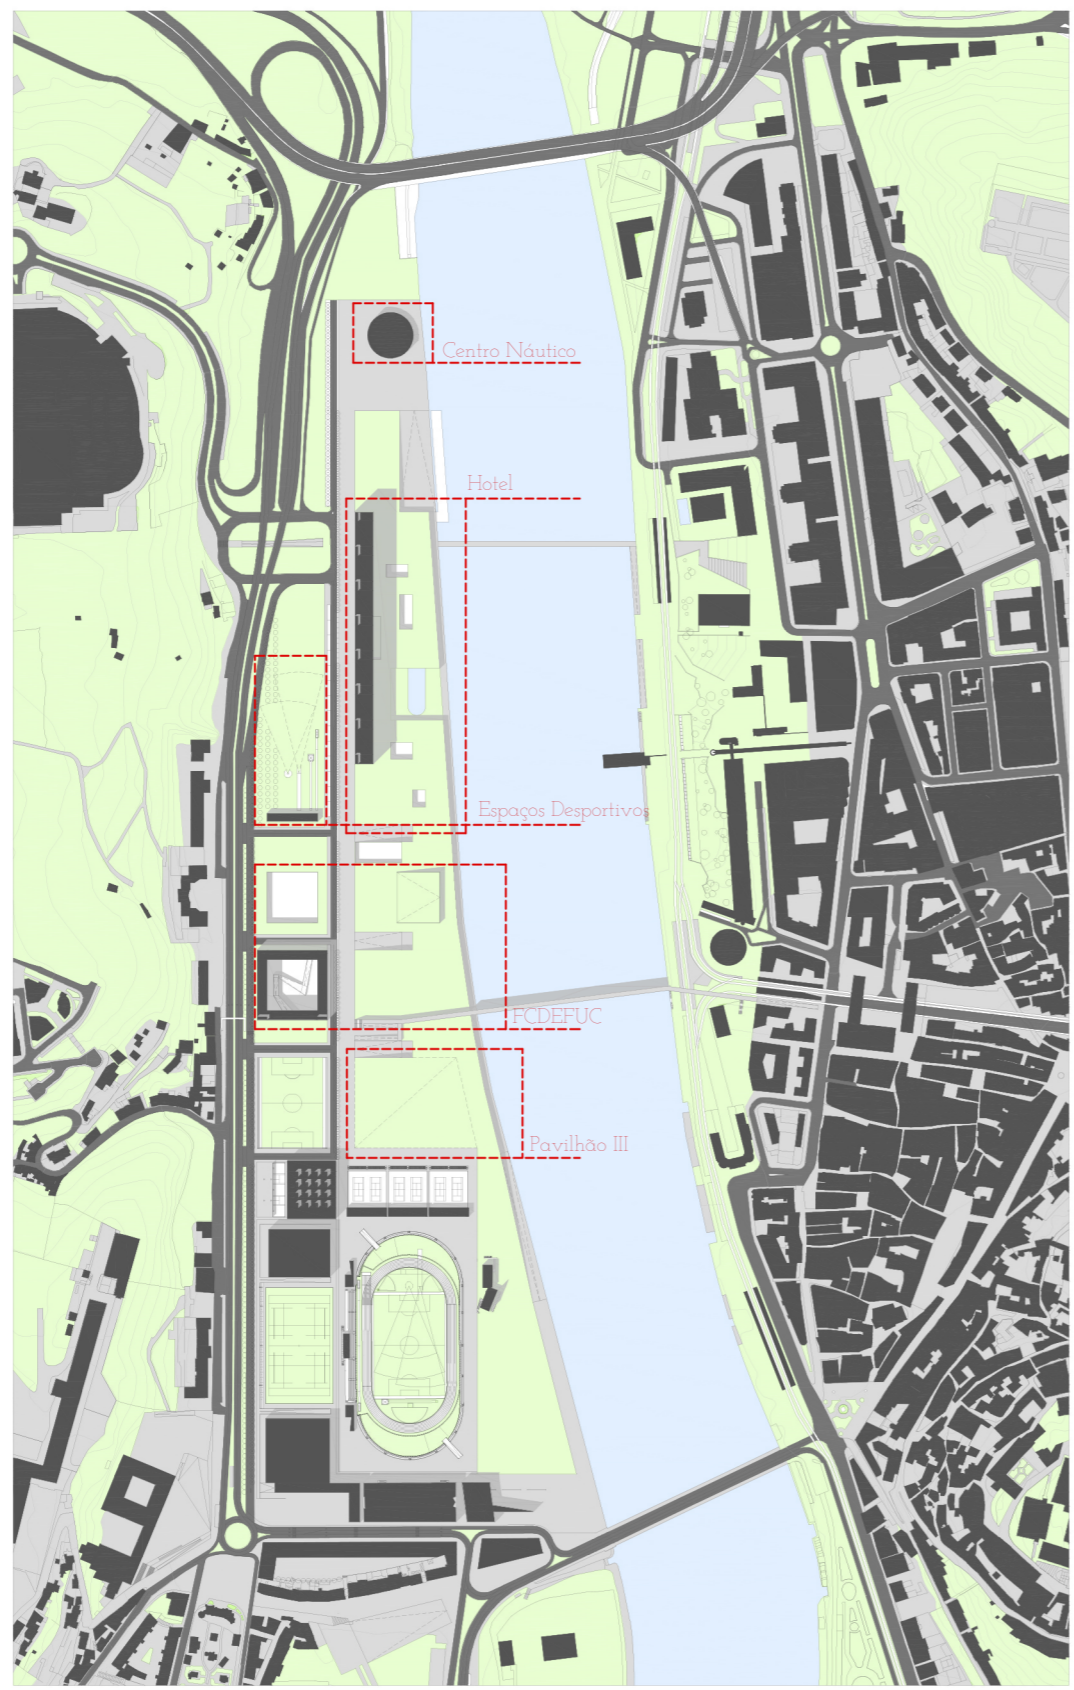 Centro Náutico
Hotel
Espaços Desportivos
FCDEFUC
Pavilhão III